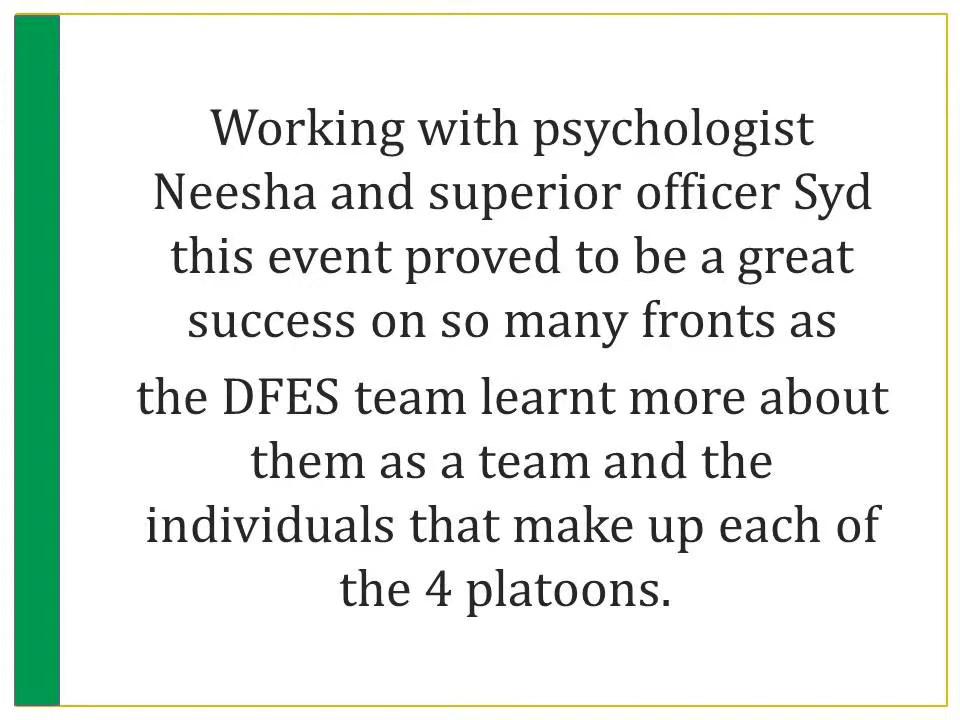 Working with psychologist
Neesha and superior officer Syd
this event proved to be a great
success on so many fronts as
the DFES team learnt more about
them as a team and the
individuals that make up each of
the 4 platoons.